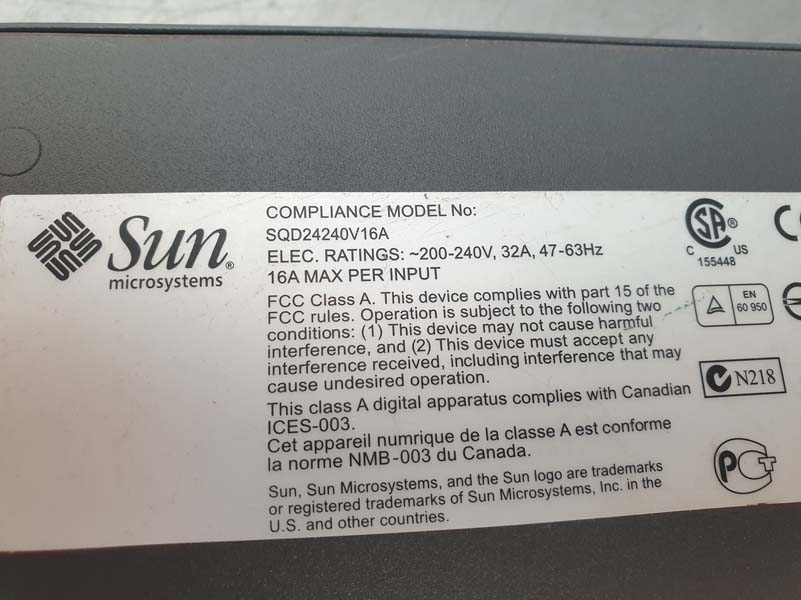 Sun
microsystems
COMPLIANCE MODEL No:
SQD24240V16A
ELEC. RATINGS: ~200-240V, 32A, 47-63Hz
16A MAX PER INPUT
FCC Class A. This device complies with part 15 of the
FCC rules. Operation is subject to the following two
conditions: (1) This device may not cause harmful
interference, and (2) This device must accept any
interference received, including interference that may
cause undesired operation.
This class A digital apparatus complies with Canadian
ICES-003.
Cet appareil numrique de la classe A est conforme
la norme NMB-003 du Canada.
Sun, Sun Microsystems, and the Sun logo are trademarks
or registered trademarks of Sun Microsystems, Inc. in the
U.S. and other countries.
SA®
C US
155448
EN
60 950
N218
PCT